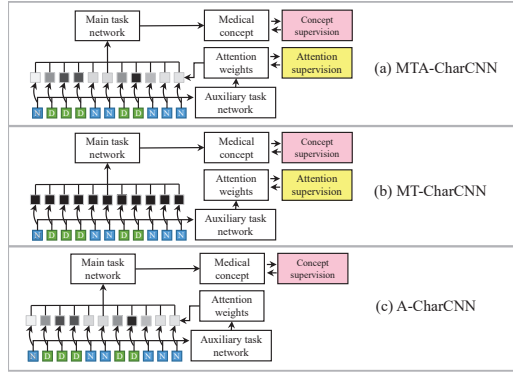 Main task
network
Medical
concept
Concept
supervision
Attention
weights
Attention
supervision
Auxiliary task
network
N D D D N N D D N N N
(a) MTA-CharCNN
Main task
network
Medical
concept
Concept
supervision
Attention
weights
Attention
supervision
Auxiliary task
network
N D D D N N D D N N N
(b) MT-CharCNN
Main task
network
Medical
concept
Concept
supervision
Attention
weights
Auxiliary task
network
N D D D N N D D N N N
(c) A-CharCNN